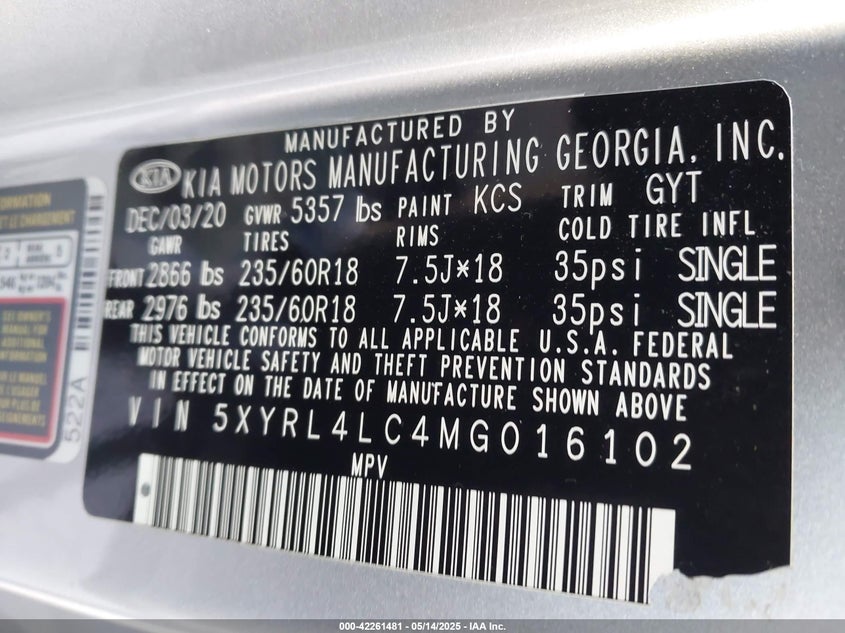 MANUFACTURED BY
KIA KIA MOTORS MANUFACTURING GEORGIA, INC.
DEC/03/20 GVWR 5357 lbs PAINT KCS TRIM GYT
GAWR TIRES RIMS COLD TIRE INFL
FRONT 2866 lbs 235/60R18 7.5J×18 35psi SINGLE
REAR 2976 lbs 235/60R18 7.5J×18 35psi SINGLE
THIS VEHICLE CONFORMS TO ALL APPLICABLE U.S.A. FEDERAL
MOTOR VEHICLE SAFETY AND THEFT PREVENTION STANDARDS
IN EFFECT ON THE DATE OF MANUFACTURE SHOWN ABOVE
VIN 5XYRL4LC4MG016102
MPV
522A
000-42261481 - 05/14/2025 - IAA Inc.